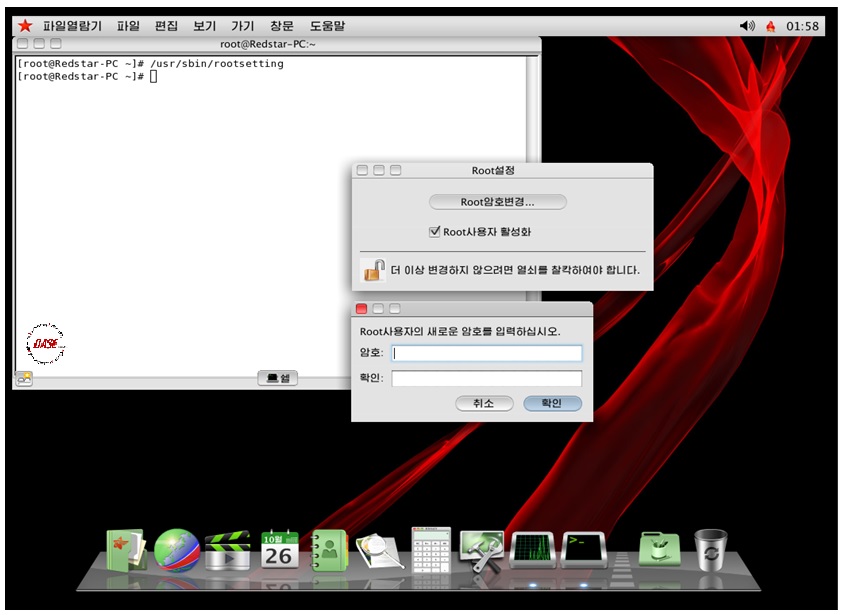 파일열람기 파일 편집 보기 가기 창문 도움말 01:58
root@Redstar-PC:~
[root@Redstar-PC ~]# /usr/sbin/rootsetting
[root@Redstar-PC ~]#
Root설정
Root암호변경...
Root사용자 활성화
더 이상 변경하지 않으려면 열쇠를 찰칵하여야 합니다.
Root사용자의 새로운 암호를 입력하십시오.
암호:
확인:
취소 확인
OASE
쉘
10월
26
>_